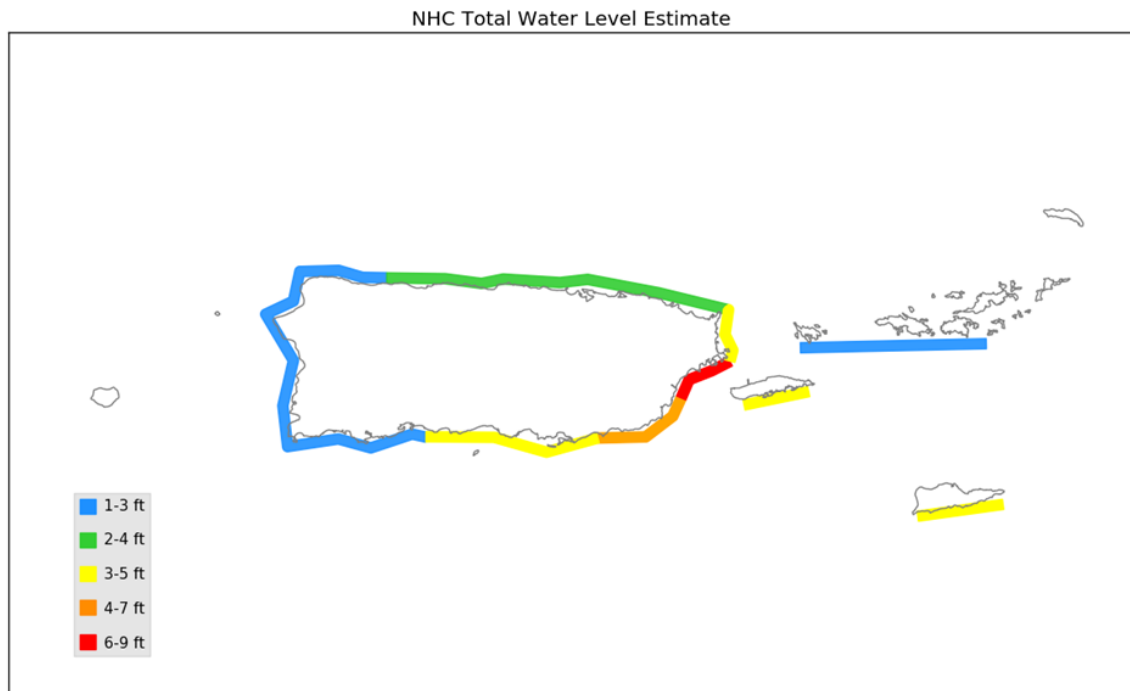 NHC Total Water Level Estimate
1-3 ft
2-4 ft
3-5 ft
4-7 ft
6-9 ft